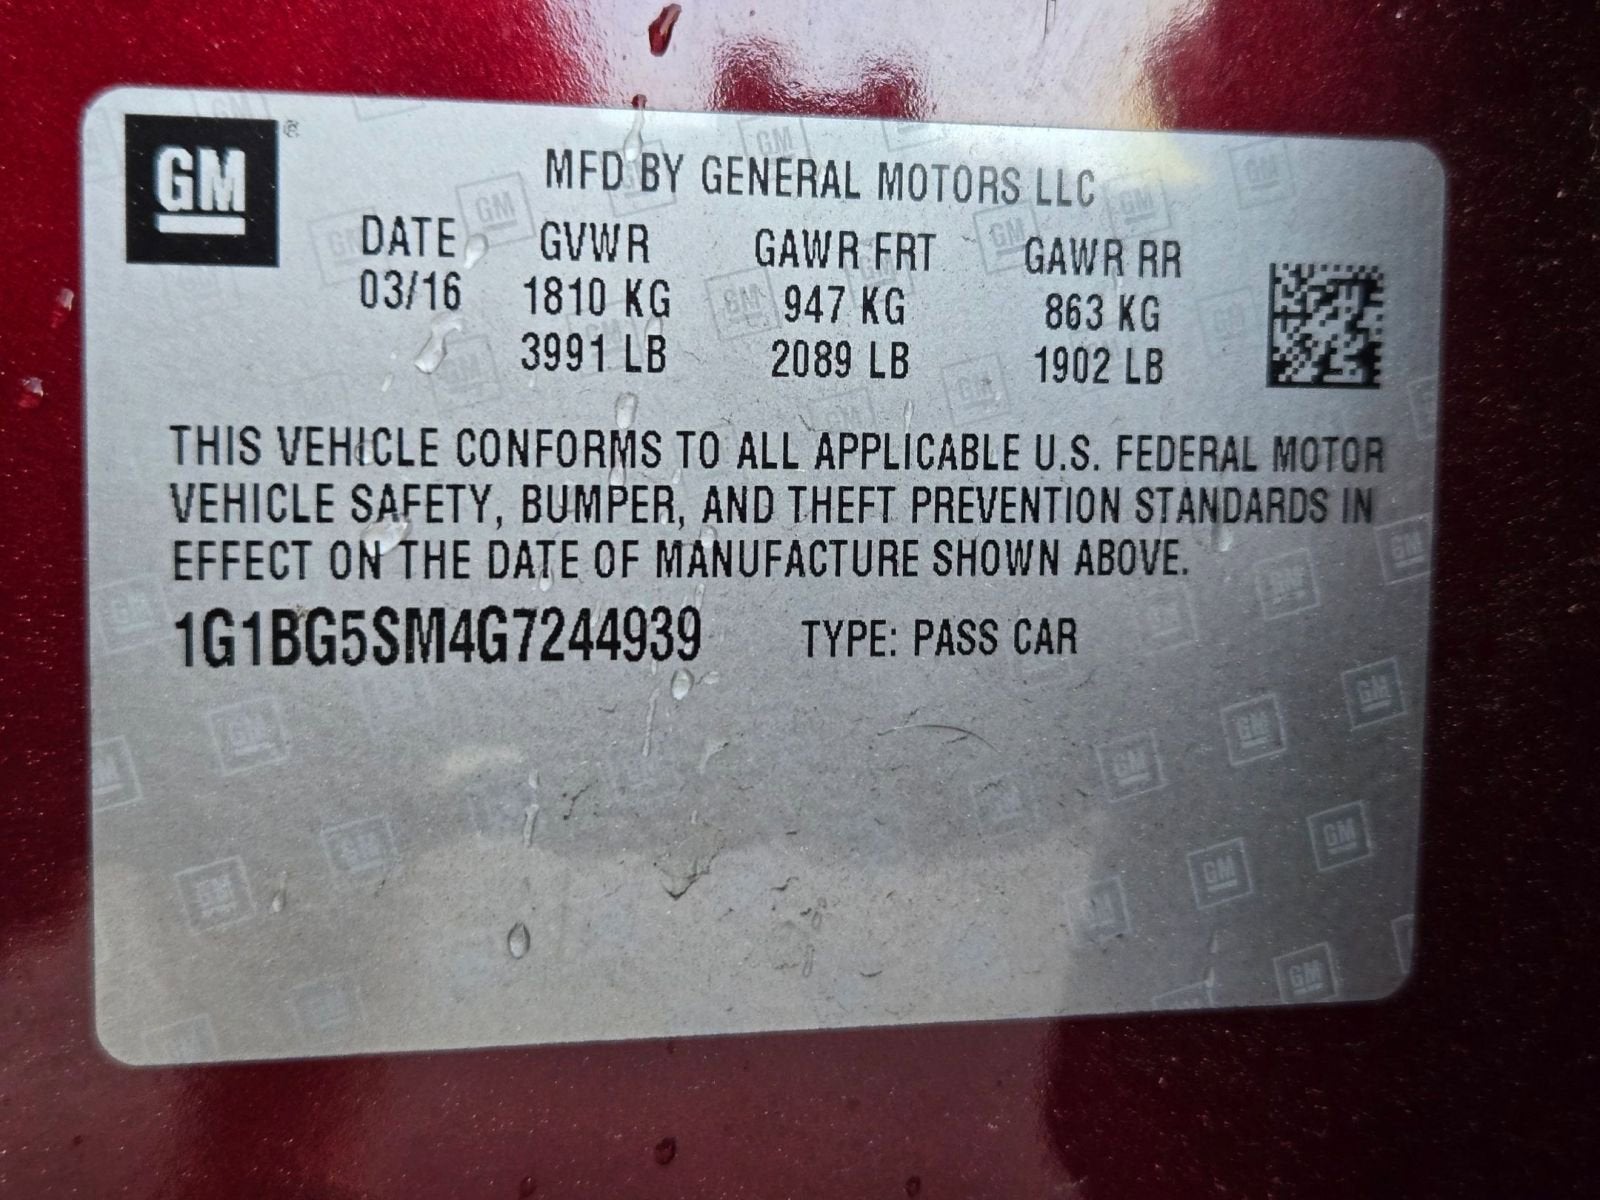 GM ®
MFD BY GENERAL MOTORS LLC
DATE GVWR GAWR FRT GAWR RR
03/16 1810 KG 947 KG 863 KG
3991 LB 2089 LB 1902 LB
THIS VEHICLE CONFORMS TO ALL APPLICABLE U.S. FEDERAL MOTOR
VEHICLE SAFETY, BUMPER, AND THEFT PREVENTION STANDARDS IN
EFFECT ON THE DATE OF MANUFACTURE SHOWN ABOVE.
1G1BG5SM4G7244939 TYPE: PASS CAR